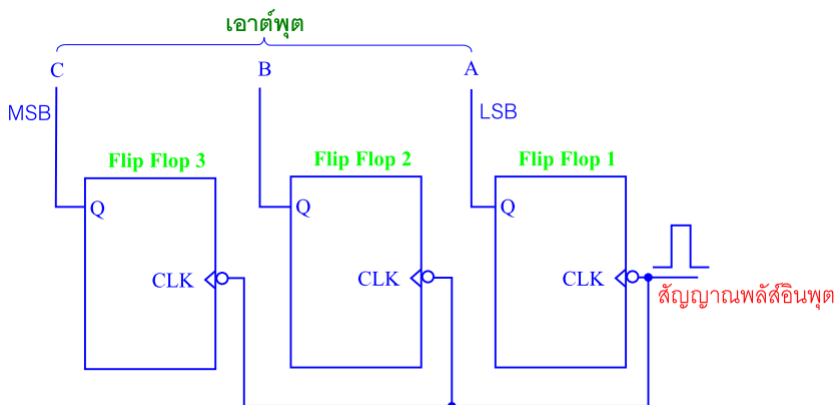 เอาต์พุต
C B A
MSB LSB
Flip Flop 3 Flip Flop 2 Flip Flop 1
Q Q Q
CLK CLK CLK
สัญญาณพลัส์อินพุต